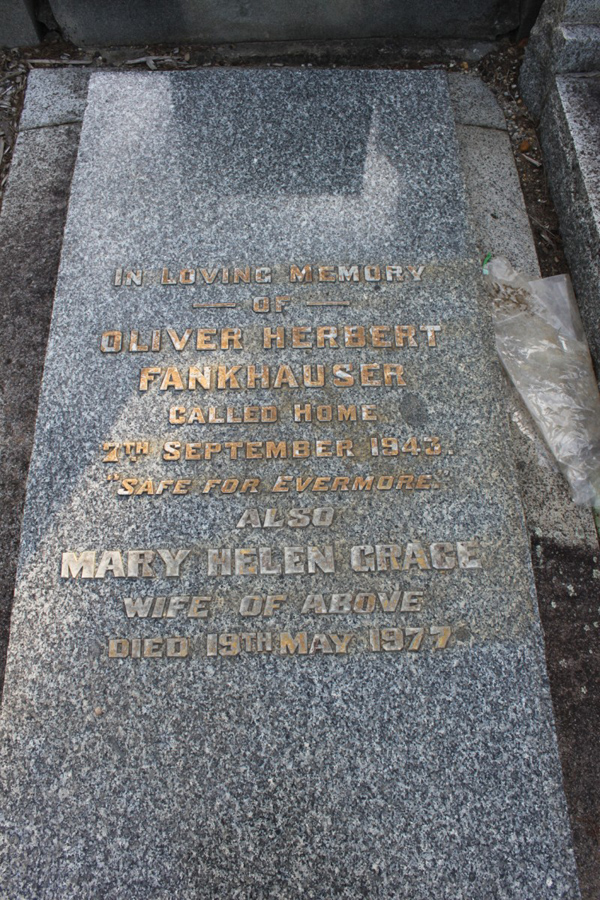 IN LOVING MEMORY
— OF —
OLIVER HERBERT
FANKHAUSER
CALLED HOME.
7TH SEPTEMBER 1943.
"SAFE FOR EVERMORE."
ALSO
MARY HELEN GRACE
WIFE OF ABOVE
DIED 19TH MAY 1977